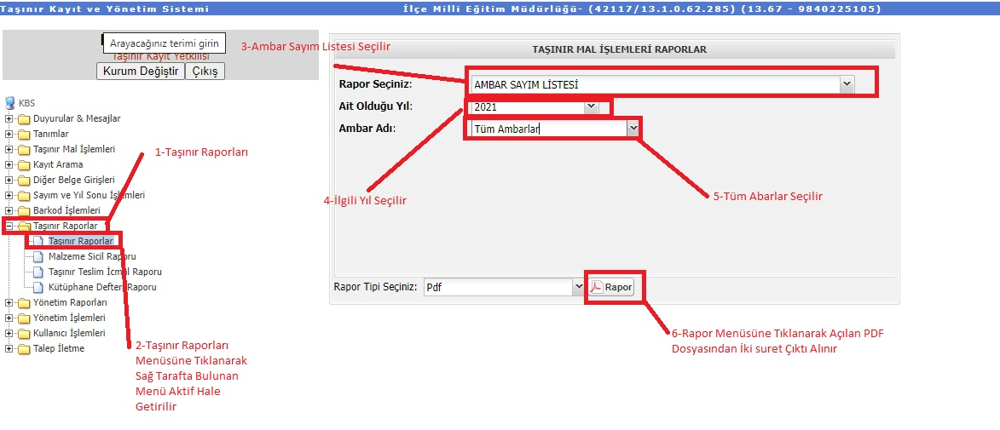 Taşınır Kayıt ve Yönetim Sistemi
İlçe Milli Eğitim Müdürlüğü- (42117/13.1.0.62.285) (13.67 - 9840225105)
Arayacağınız terimi girin
Taşınır Kayıt Yetkilisi
Kurum Değiştir
Çıkış
3-Ambar Sayım Listesi Seçilir
TAŞINIR MAL İŞLEMLERİ RAPORLAR
Rapor Seçiniz:
AMBAR SAYIM LİSTESİ
Ait Olduğu Yıl:
2021
Ambar Adı:
Tüm Ambarlar
KBS
Duyurular & Mesajlar
Tanımlar
Taşınır Mal İşlemleri
Kayıt Arama
Diğer Belge Girişleri
Sayım ve Yıl Sonu İşlemleri
Barkod İşlemleri
Taşınır Raporlar
Taşınır Raporlar
Malzeme Sicil Raporu
Taşınır Teslim İcmal Raporu
Kütüphane Defteri Raporu
Yönetim Raporları
Yönetim İşlemleri
Kullanıcı İşlemleri
Talep İletme
1-Taşınır Raporları
2-Taşınır Raporları
Menüsüne Tıklanarak
Sağ Tarafta Bulunan
Menü Aktif Hale
Getirilir
4-İlgili Yıl Seçilir
5-Tüm Abarlar Seçilir
Rapor Tipi Seçiniz:
Pdf
Rapor
6-Rapor Menüsüne Tıklanarak Açılan PDF
Dosyasından İki suret Çıktı Alınır